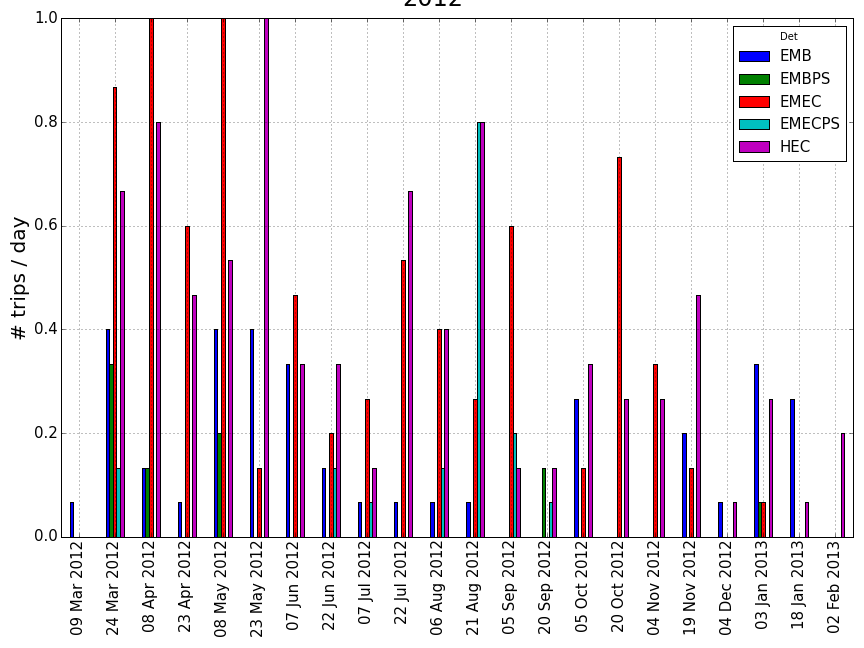 2012
1.0
0.8
0.6
0.4
0.2
0.0
# trips / day
Det
EMB
EMBPS
EMEC
EMECPS
HEC
09 Mar 2012
24 Mar 2012
08 Apr 2012
23 Apr 2012
08 May 2012
23 May 2012
07 Jun 2012
22 Jun 2012
07 Jul 2012
22 Jul 2012
06 Aug 2012
21 Aug 2012
05 Sep 2012
20 Sep 2012
05 Oct 2012
20 Oct 2012
04 Nov 2012
19 Nov 2012
04 Dec 2012
03 Jan 2013
18 Jan 2013
02 Feb 2013